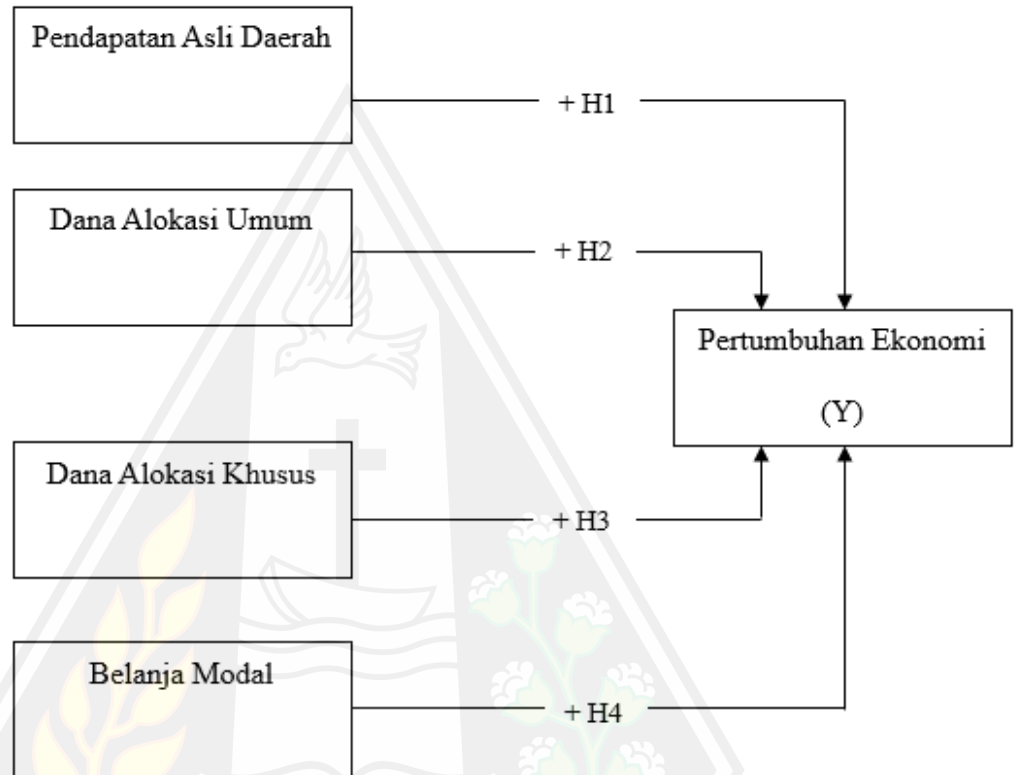 Pendapatan Asli Daerah
+ H1
Dana Alokasi Umum
+ H2
Pertumbuhan Ekonomi
(Y)
Dana Alokasi Khusus
+ H3
Belanja Modal
+ H4